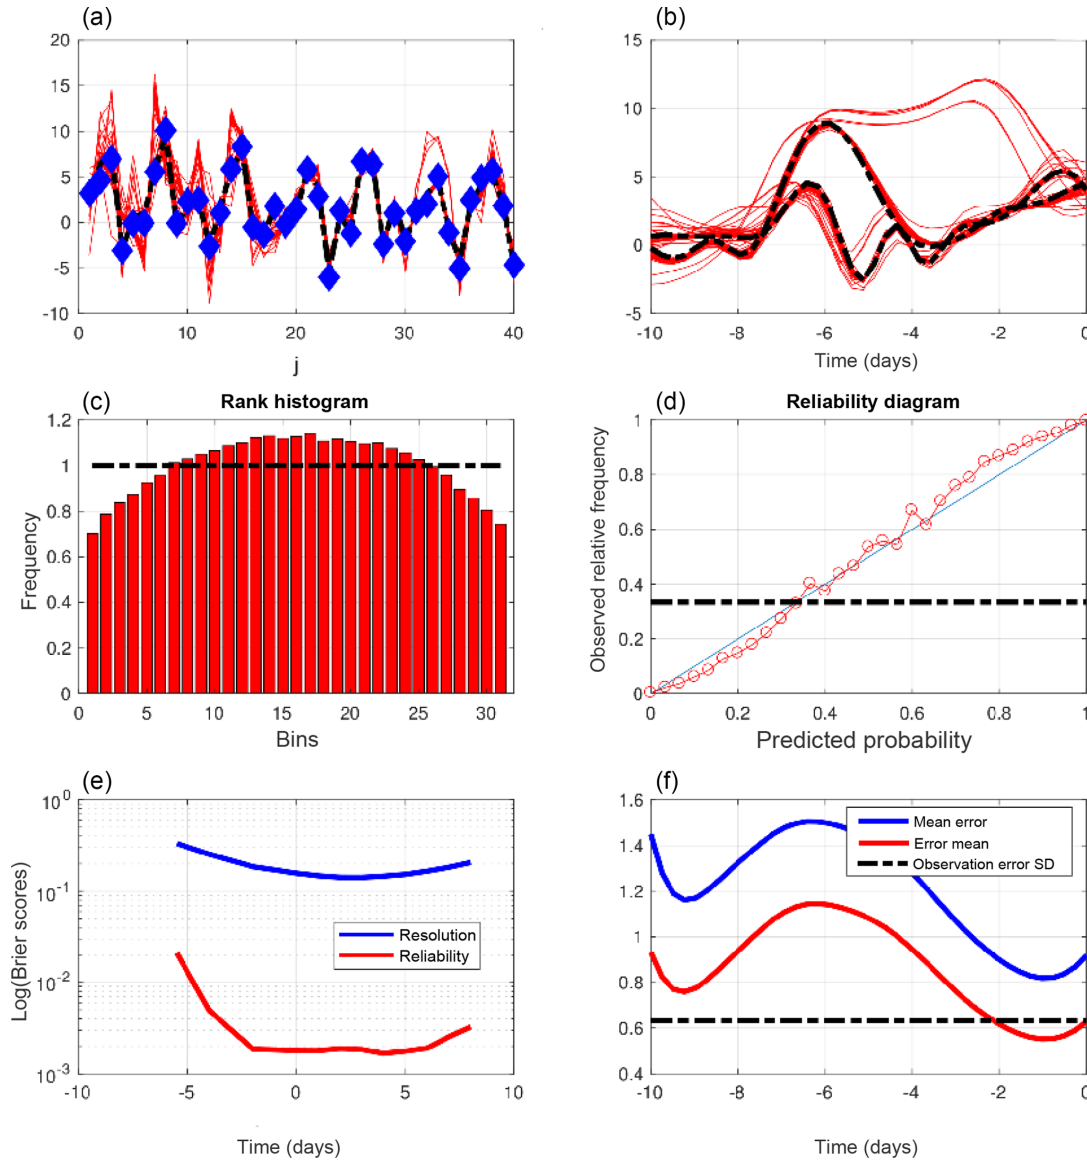 (a)
20
15
10
5
0
-5
-10
0 10 20 30 40
j
(b)
15
10
5
0
-5
-10 -8 -6 -4 -2 0
Time (days)
(c)
Rank histogram
1.2
1
0.8
0.6
0.4
0.2
0
Frequency
0 5 10 15 20 25 30
Bins
(d)
Reliability diagram
1
0.8
0.6
0.4
0.2
0
Observed relative frequency
0 0.2 0.4 0.6 0.8 1
Predicted probability
(e)
10^0
10^-1
10^-2
10^-3
Log(Brier scores)
Resolution
Reliability
-10 -5 0 5 10
Time (days)
(f)
1.6
1.4
1.2
1
0.8
0.6
0.4
Mean error
Error mean
Observation error SD
-10 -8 -6 -4 -2 0
Time (days)